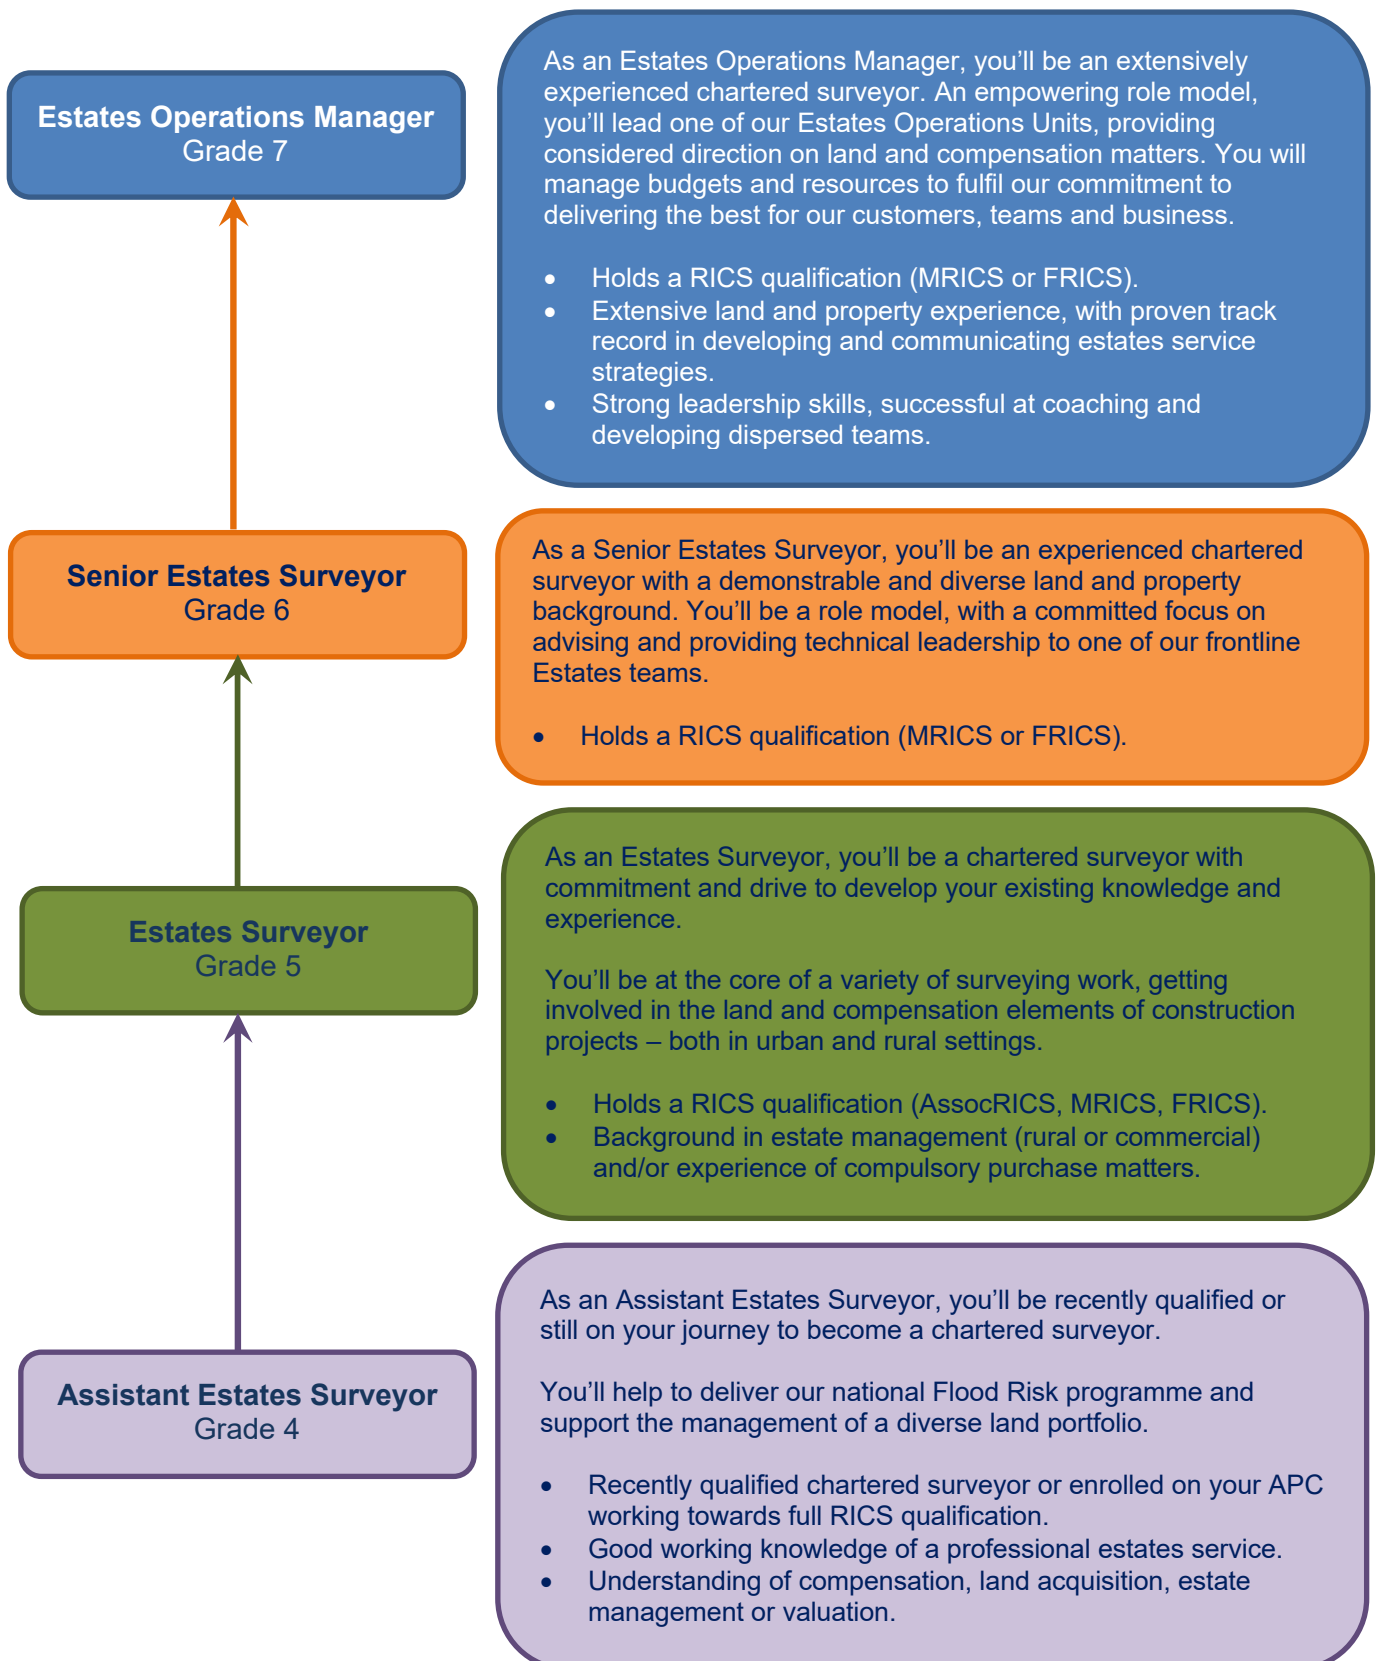 Estates Operations Manager
Grade 7
As an Estates Operations Manager, you’ll be an extensively
experienced chartered surveyor. An empowering role model,
you’ll lead one of our Estates Operations Units, providing
considered direction on land and compensation matters. You will
manage budgets and resources to fulfil our commitment to
delivering the best for our customers, teams and business.
• Holds a RICS qualification (MRICS or FRICS).
• Extensive land and property experience, with proven track
record in developing and communicating estates service
strategies.
• Strong leadership skills, successful at coaching and
developing dispersed teams.
Senior Estates Surveyor
Grade 6
As a Senior Estates Surveyor, you’ll be an experienced chartered
surveyor with a demonstrable and diverse land and property
background. You’ll be a role model, with a committed focus on
advising and providing technical leadership to one of our frontline
Estates teams.
• Holds a RICS qualification (MRICS or FRICS).
Estates Surveyor
Grade 5
As an Estates Surveyor, you’ll be a chartered surveyor with
commitment and drive to develop your existing knowledge and
experience.
You’ll be at the core of a variety of surveying work, getting
involved in the land and compensation elements of construction
projects – both in urban and rural settings.
• Holds a RICS qualification (AssocRICS, MRICS, FRICS).
• Background in estate management (rural or commercial)
and/or experience of compulsory purchase matters.
Assistant Estates Surveyor
Grade 4
As an Assistant Estates Surveyor, you’ll be recently qualified or
still on your journey to become a chartered surveyor.
You’ll help to deliver our national Flood Risk programme and
support the management of a diverse land portfolio.
• Recently qualified chartered surveyor or enrolled on your APC
working towards full RICS qualification.
• Good working knowledge of a professional estates service.
• Understanding of compensation, land acquisition, estate
management or valuation.